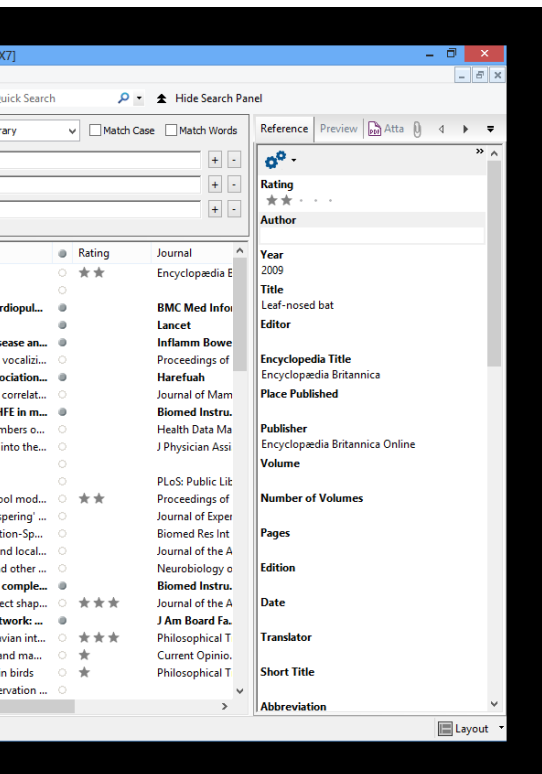 X7]
uick Search
Hide Search Panel
rary
Match Case
Match Words
+ -
+ -
+ -
Rating Journal
Encyclopædia B
rdiopul...
BMC Med Infor
Lancet
sease an... Inflamm Bowe
vocalizi... Proceedings of
ociation... Harefuah
correlat... Journal of Mam
HFE in m... Biomed Instru.
mbers o... Health Data Ma
into the... J Physician Assi
PLoS: Public Lib
ool mod... Proceedings of
spering' ... Journal of Exper
tion-Sp... Biomed Res Int
nd local... Journal of the A
d other ... Neurobiology o
comple... Biomed Instru.
ect shap... Journal of the A
twork: ... J Am Board Fa..
vian int... Philosophical T
and ma... Current Opinio.
in birds Philosophical T
ervation ...
Reference Preview PDF Atta
Rating
Author
Year
2009
Title
Leaf-nosed bat
Editor
Encyclopedia Title
Encyclopædia Britannica
Place Published
Publisher
Encyclopædia Britannica Online
Volume
Number of Volumes
Pages
Edition
Date
Translator
Short Title
Abbreviation
Layout